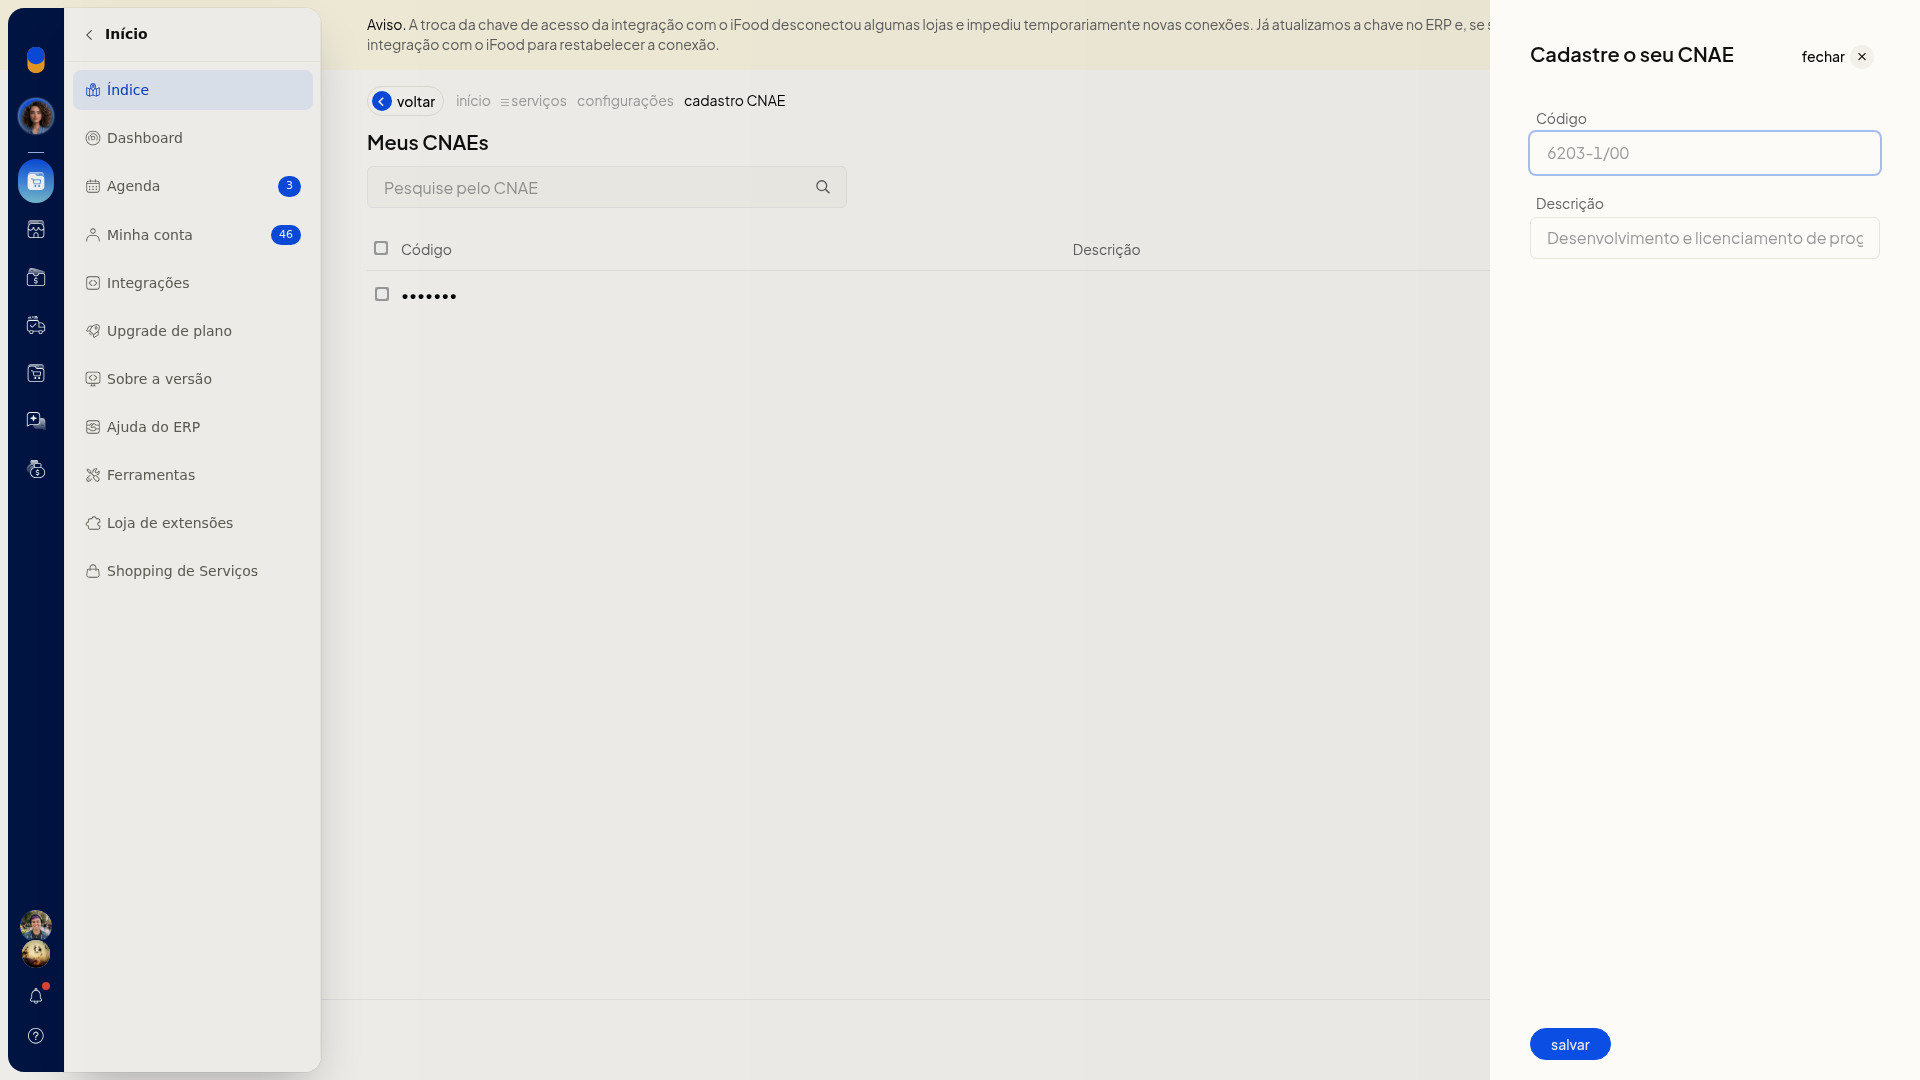 Início
Índice
Dashboard
Agenda
3
Minha conta
46
Integrações
Upgrade de plano
Sobre a versão
Ajuda do ERP
Ferramentas
Loja de extensões
Shopping de Serviços
Aviso. A troca da chave de acesso da integração com o iFood desconectou algumas lojas e impediu temporariamente novas conexões. Já atualizamos a chave no ERP e, se s
integração com o iFood para restabelecer a conexão.
voltar início serviços configurações cadastro CNAE
Meus CNAEs
Pesquise pelo CNAE
Código Descrição
•••••••
Cadastre o seu CNAE
fechar
Código
6203-1/00
Descrição
Desenvolvimento e licenciamento de prog
salvar